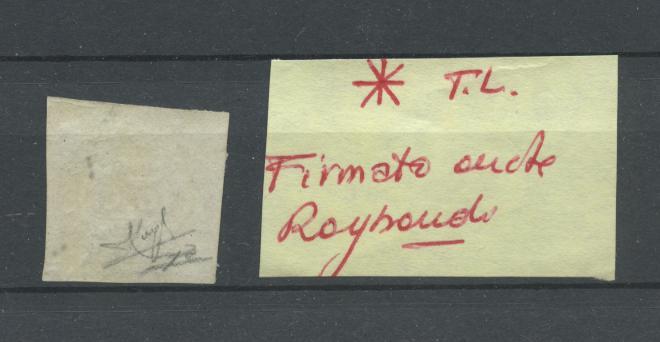 * T.L.
Firmato anche
Raybaudi